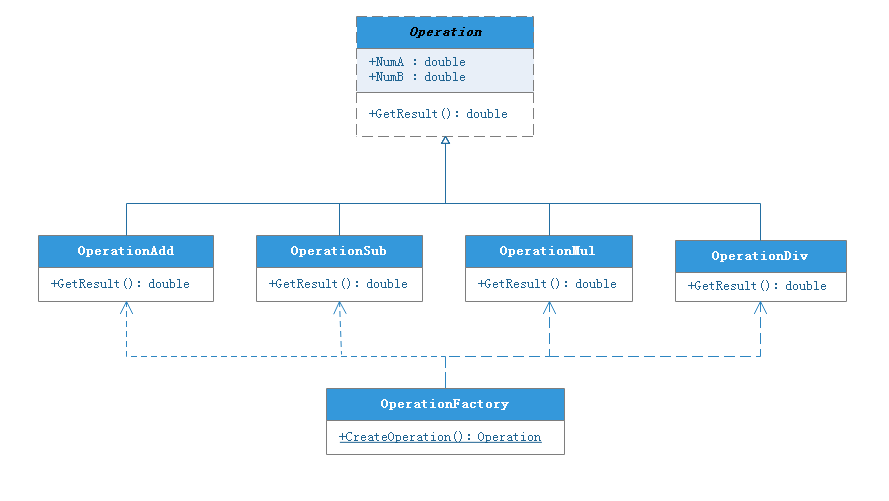 Operation
+NumA : double
+NumB : double
+GetResult(): double
OperationAdd
OperationSub
OperationMul
OperationDiv
+GetResult(): double
+GetResult(): double
+GetResult(): double
+GetResult(): double
OperationFactory
+CreateOperation(): Operation